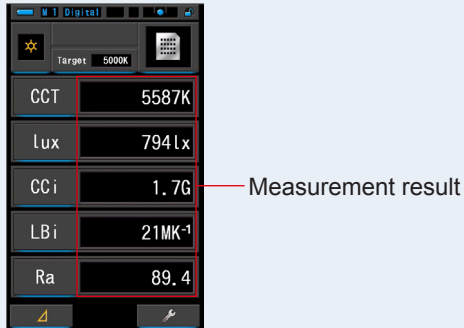 M 1 Digital
Target 5000K
CCT 5587K
lux 794lx
CCi 1.7G
Measurement result
LBi 21MK⁻¹
Ra 89.4